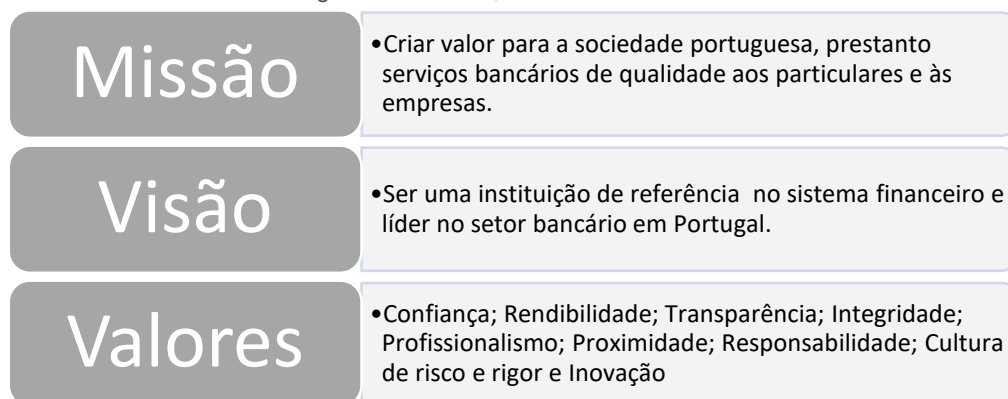 Missão
•Criar valor para a sociedade portuguesa, prestanto
serviços bancários de qualidade aos particulares e às
empresas.
Visão
•Ser uma instituição de referência no sistema financeiro e
líder no setor bancário em Portugal.
Valores
•Confiança; Rendibilidade; Transparência; Integridade;
Profissionalismo; Proximidade; Responsabilidade; Cultura
de risco e rigor e Inovação